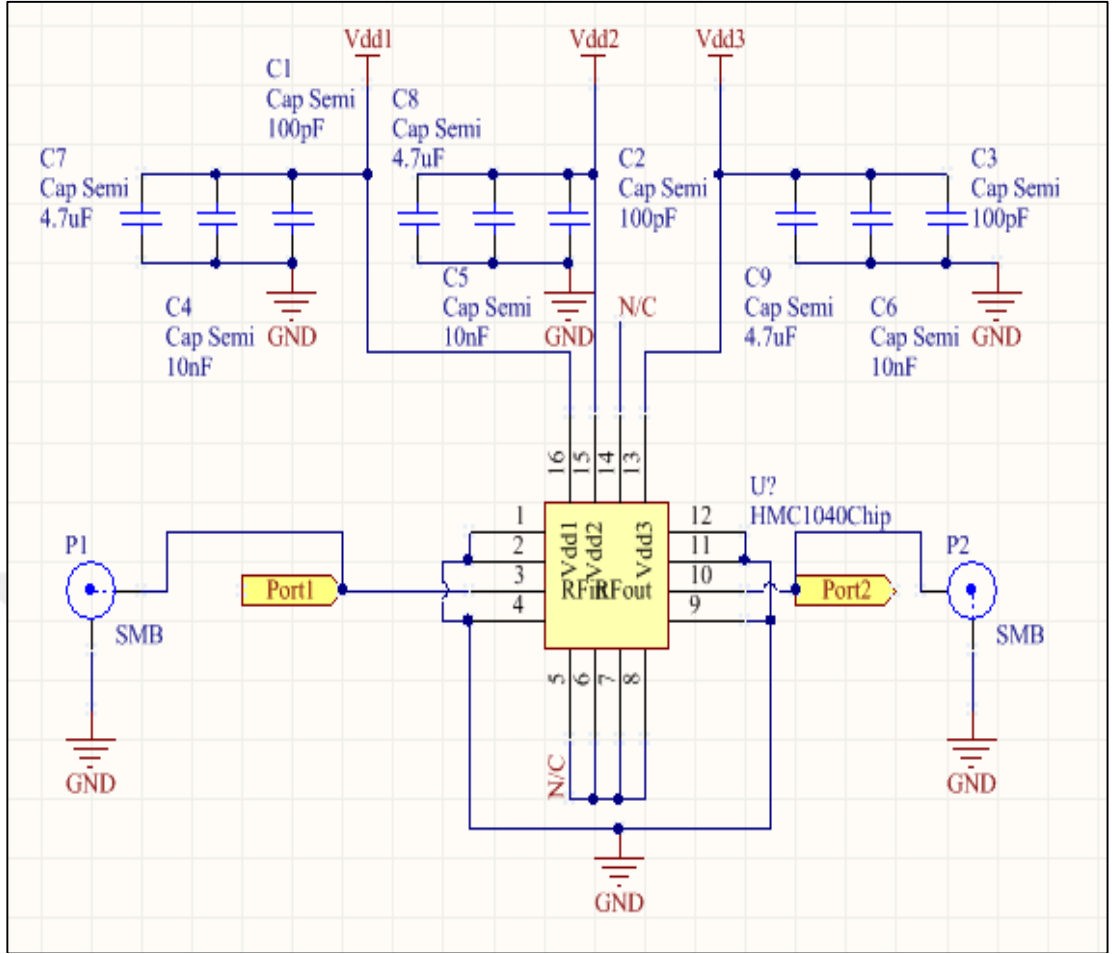 Vdd1
Vdd2
Vdd3
C1
Cap Semi
100pF
C8
Cap Semi
4.7uF
C7
Cap Semi
4.7uF
C2
Cap Semi
100pF
C3
Cap Semi
100pF
C4
Cap Semi
10nF
GND
C5
Cap Semi
10nF
GND
N/C
C9
Cap Semi
4.7uF
C6
Cap Semi
10nF
GND
16
15
14
13
U?
HMC1040Chip
1
2
3
4
Vdd1
Vdd2
Vdd3
RFin
RFout
12
11
10
9
P1
SMB
Port1
Port2
P2
SMB
5
6
7
8
N/C
GND
GND
GND